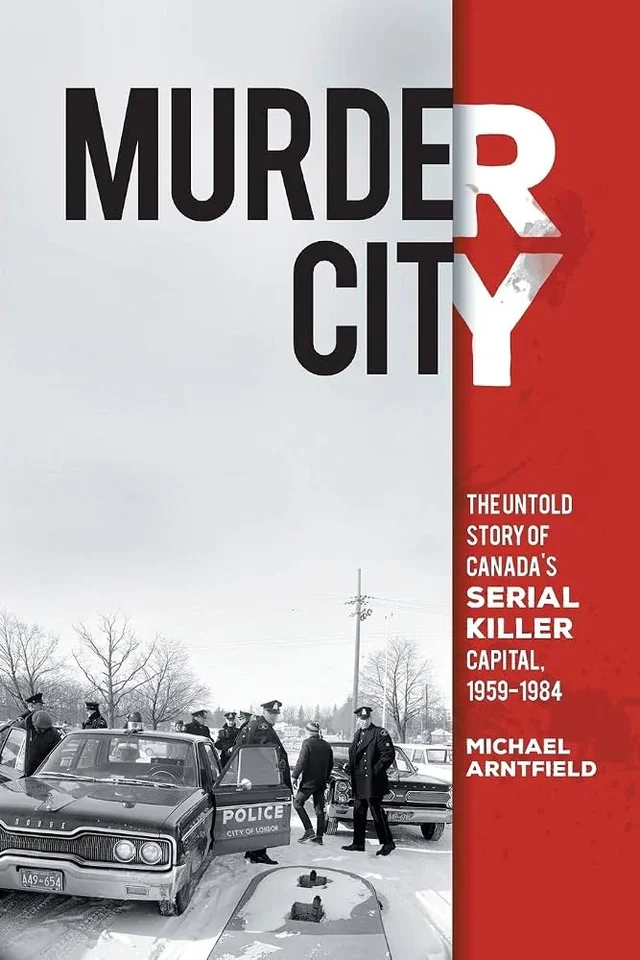 MURDER
CITY
THE UNTOLD
STORY OF
CANADA'S
SERIAL
KILLER
CAPITAL,
1959–1984
MICHAEL
ARNTFIELD
DODGE
POLICE
CITY OF LONDON
A49-654